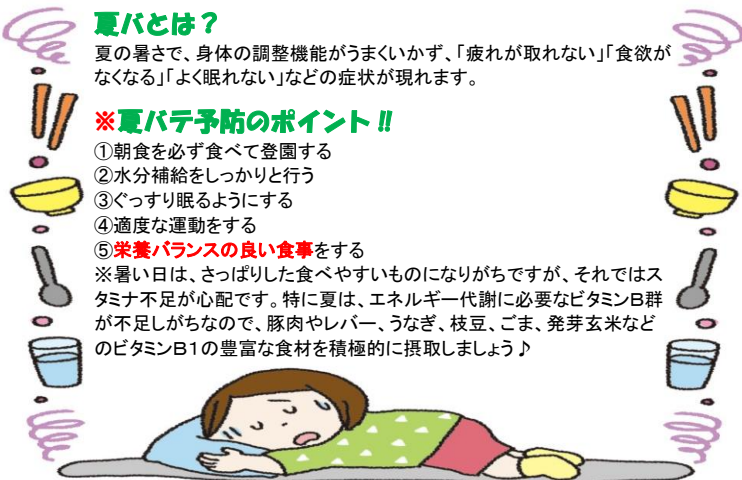 夏バとは？
夏の暑さで、身体の調整機能がうまくいかず、「疲れが取れない」「食欲が
なくなる」「よく眠れない」などの症状が現れます。
※夏バテ予防のポイント!!
①朝食を必ず食べて登園する
②水分補給をしっかりと行う
③ぐっすり眠るようにする
④適度な運動をする
⑤栄養バランスの良い食事をする
※暑い日は、さっぱりした食べやすいものになりがちですが、それではス
タミナ不足が心配です。特に夏は、エネルギー代謝に必要なビタミンB群
が不足しがちなので、豚肉やレバー、うなぎ、枝豆、ごま、発芽玄米など
のビタミンB1の豊富な食材を積極的に摂取しましょう♪